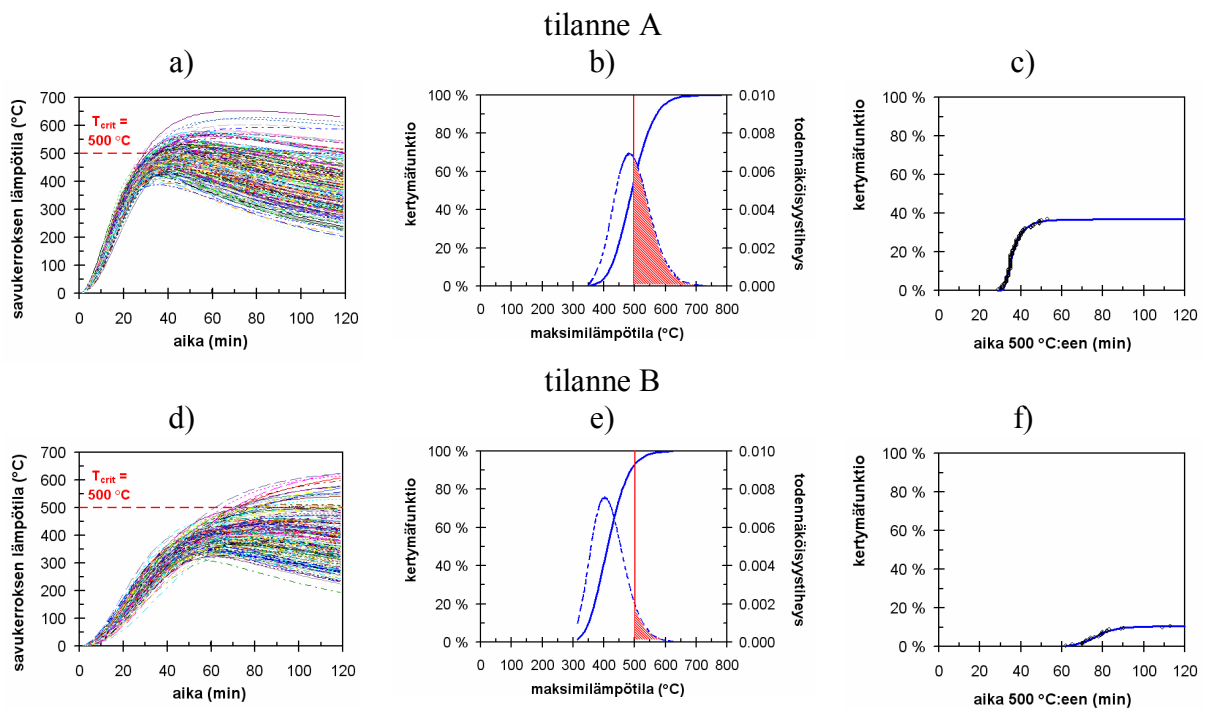 tilanne A
a)
b)
c)
savukerroksen lämpötila (°C)
700
600
500
400
300
200
100
0
T crit =
500 °C
0 20 40 60 80 100 120
aika (min)
kertymäfunktio
100 %
80 %
60 %
40 %
20 %
0 %
0.010
0.008
0.006
0.004
0.002
0.000
todennäköisyystiheys
0 100 200 300 400 500 600 700 800
maksimilämpötila (°C)
kertymäfunktio
100 %
80 %
60 %
40 %
20 %
0 %
0 20 40 60 80 100 120
aika 500 °C:een (min)
tilanne B
d)
e)
f)
savukerroksen lämpötila (°C)
700
600
500
400
300
200
100
0
T crit =
500 °C
0 20 40 60 80 100 120
aika (min)
kertymäfunktio
100 %
80 %
60 %
40 %
20 %
0 %
0.010
0.008
0.006
0.004
0.002
0.000
todennäköisyystiheys
0 100 200 300 400 500 600 700 800
maksimilämpötila (°C)
kertymäfunktio
100 %
80 %
60 %
40 %
20 %
0 %
0 20 40 60 80 100 120
aika 500 °C:een (min)